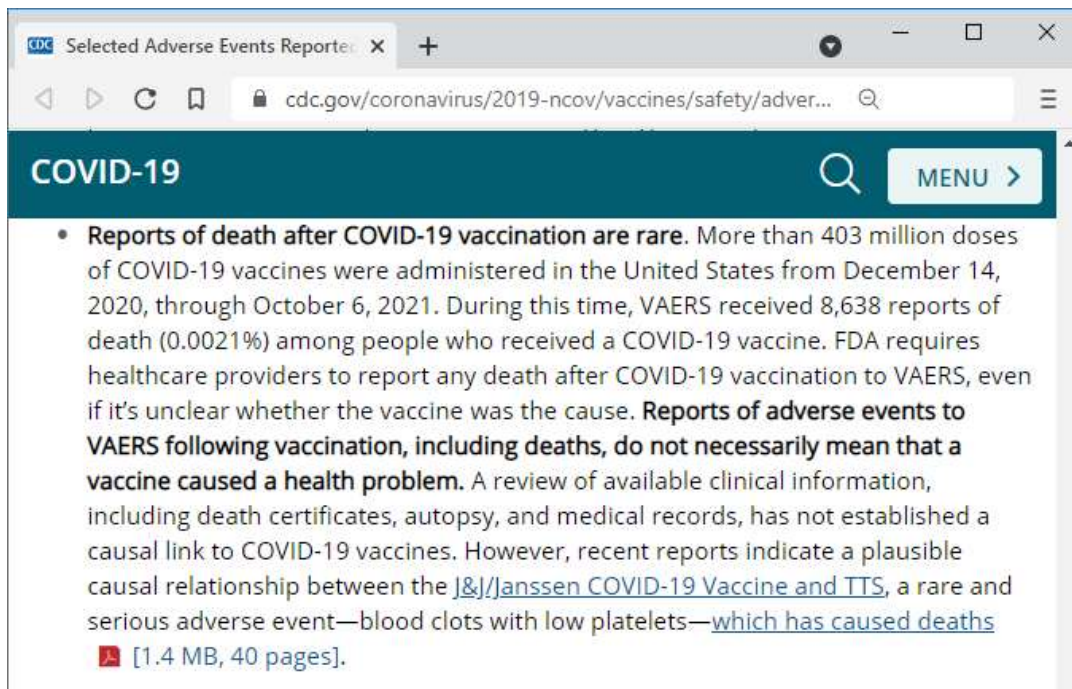 CDC Selected Adverse Events Reporte
cdc.gov/coronavirus/2019-ncov/vaccines/safety/adver...
COVID-19
MENU
• Reports of death after COVID-19 vaccination are rare. More than 403 million doses
of COVID-19 vaccines were administered in the United States from December 14,
2020, through October 6, 2021. During this time, VAERS received 8,638 reports of
death (0.0021%) among people who received a COVID-19 vaccine. FDA requires
healthcare providers to report any death after COVID-19 vaccination to VAERS, even
if it’s unclear whether the vaccine was the cause. Reports of adverse events to
VAERS following vaccination, including deaths, do not necessarily mean that a
vaccine caused a health problem. A review of available clinical information,
including death certificates, autopsy, and medical records, has not established a
causal link to COVID-19 vaccines. However, recent reports indicate a plausible
causal relationship between the J&J/Janssen COVID-19 Vaccine and TTS, a rare and
serious adverse event—blood clots with low platelets—which has caused deaths
[1.4 MB, 40 pages].